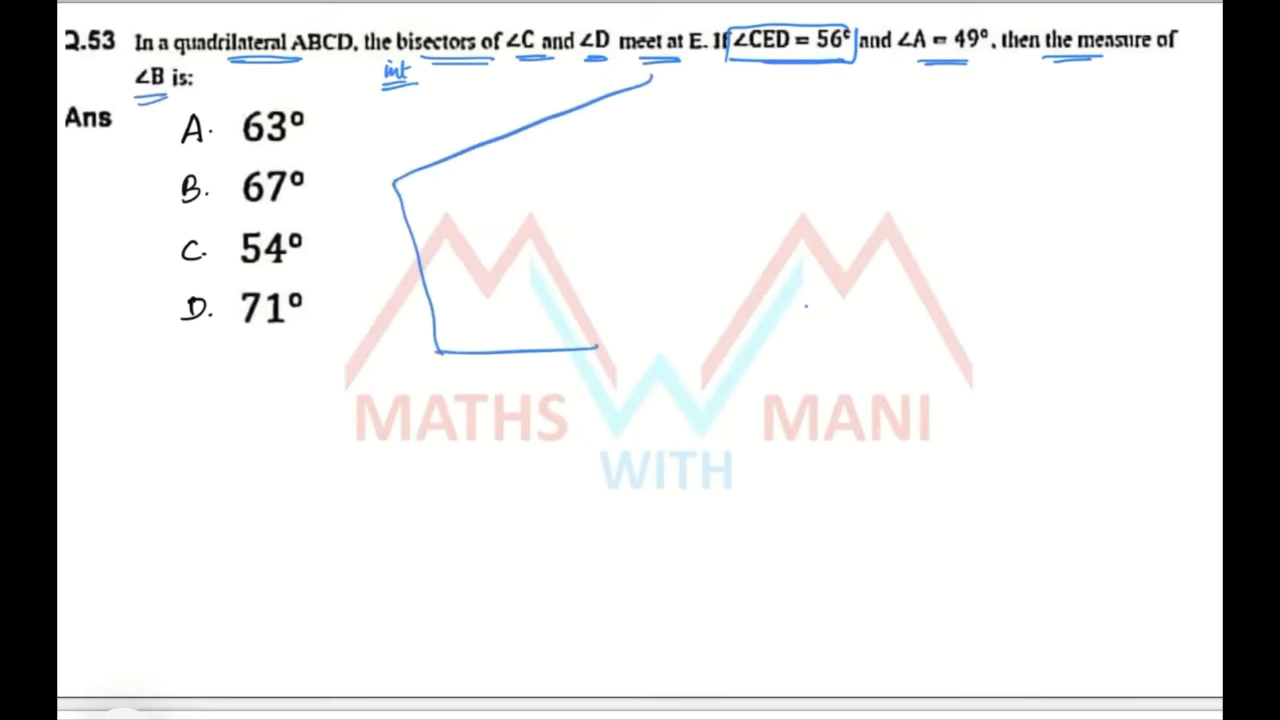 Q.53 In a quadrilateral ABCD, the bisectors of ∠C and ∠D meet at E. If ∠CED = 56° and ∠A = 49°, then the measure of
∠B is:
int
Ans
A. 63°
B. 67°
C. 54°
D. 71°
MATHS
WITH
MANI